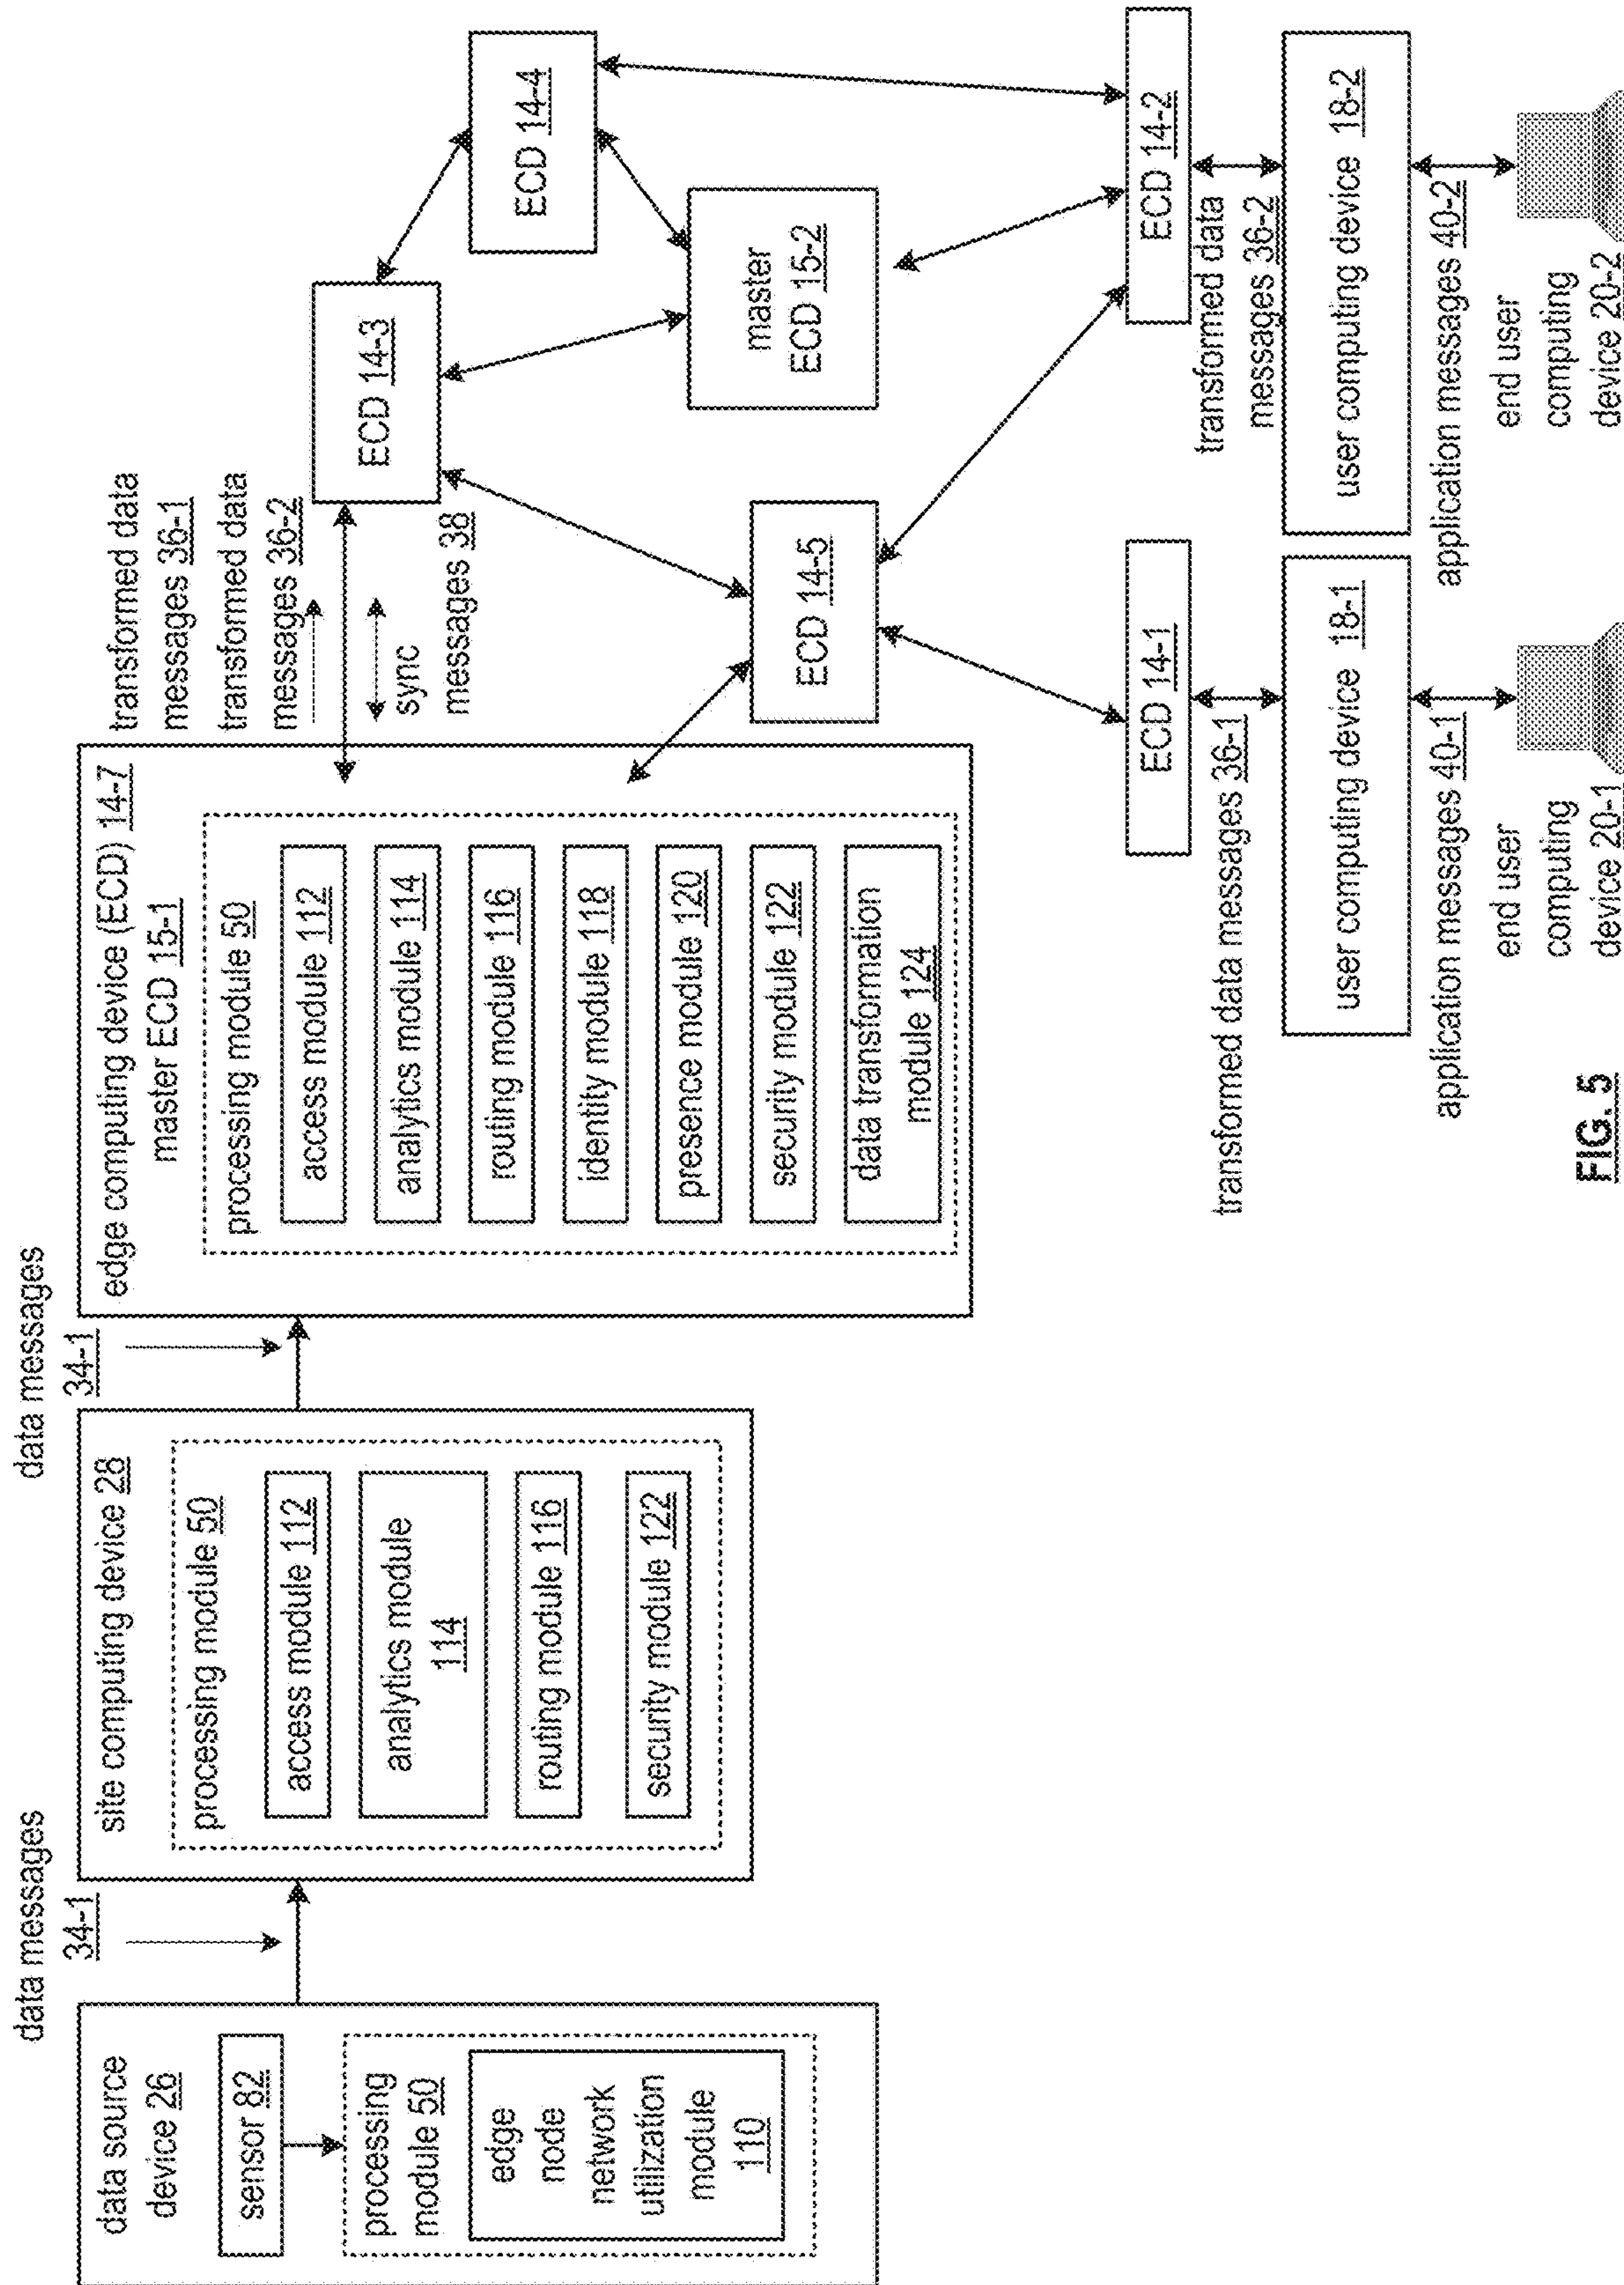 data messages
34-1
data messages
34-1
data source
device 26
sensor 82
processing
module 50
edge
node
network
utilization
module
110
site computing device 28
processing module 50
access module 112
analytics module
114
routing module 116
security module 122
edge computing device (ECD) 14-7
master ECD 15-1
processing module 50
access module 112
analytics module 114
routing module 116
identity module 118
presence module 120
security module 122
data transformation
module 124
transformed data
messages 36-1
transformed data
messages 36-2
sync
messages 38
ECD 14-3
ECD 14-4
master
ECD 15-2
ECD 14-5
ECD 14-1
ECD 14-2
transformed data messages 36-1
transformed data
messages 36-2
user computing device 18-1
user computing device 18-2
application messages 40-1
application messages 40-2
end user
computing
device 20-1
end user
computing
device 20-2
FIG. 5